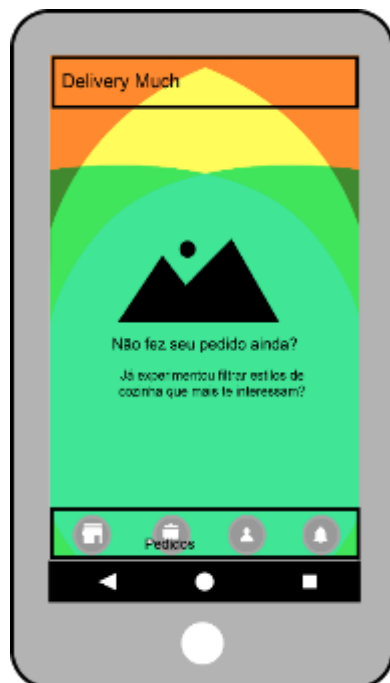 Delivery Much
Não fez seu pedido ainda?
Já experimentou filtrar estilos de
cozinha que mais te interessam?
Pedidos